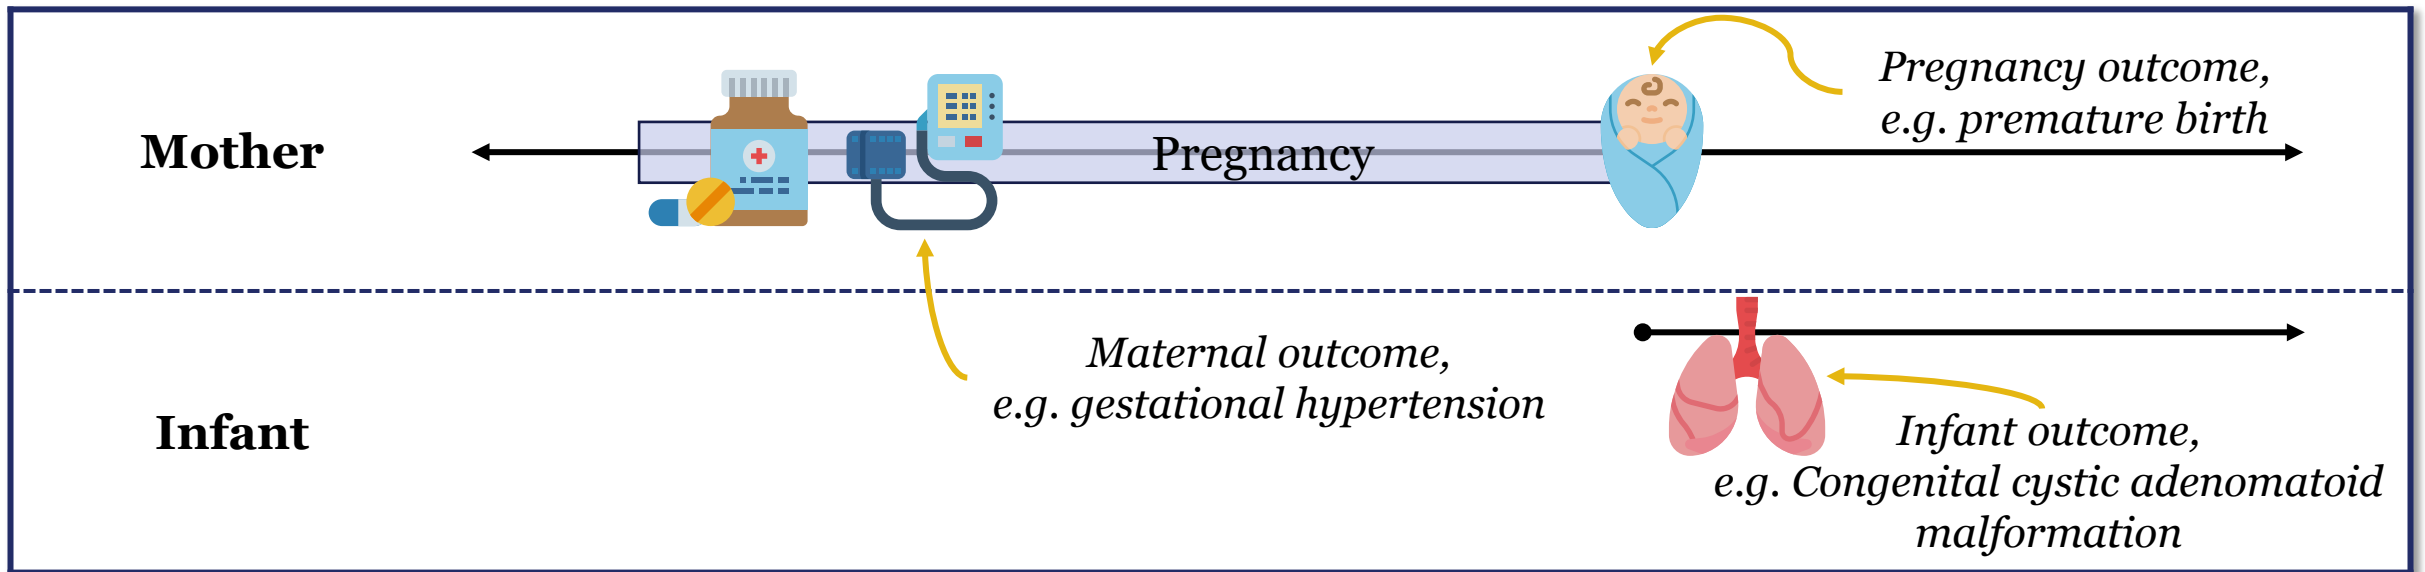 Mother
Pregnancy
Pregnancy outcome,
e.g. premature birth
Infant
Maternal outcome,
e.g. gestational hypertension
Infant outcome,
e.g. Congenital cystic adenomatoid
malformation